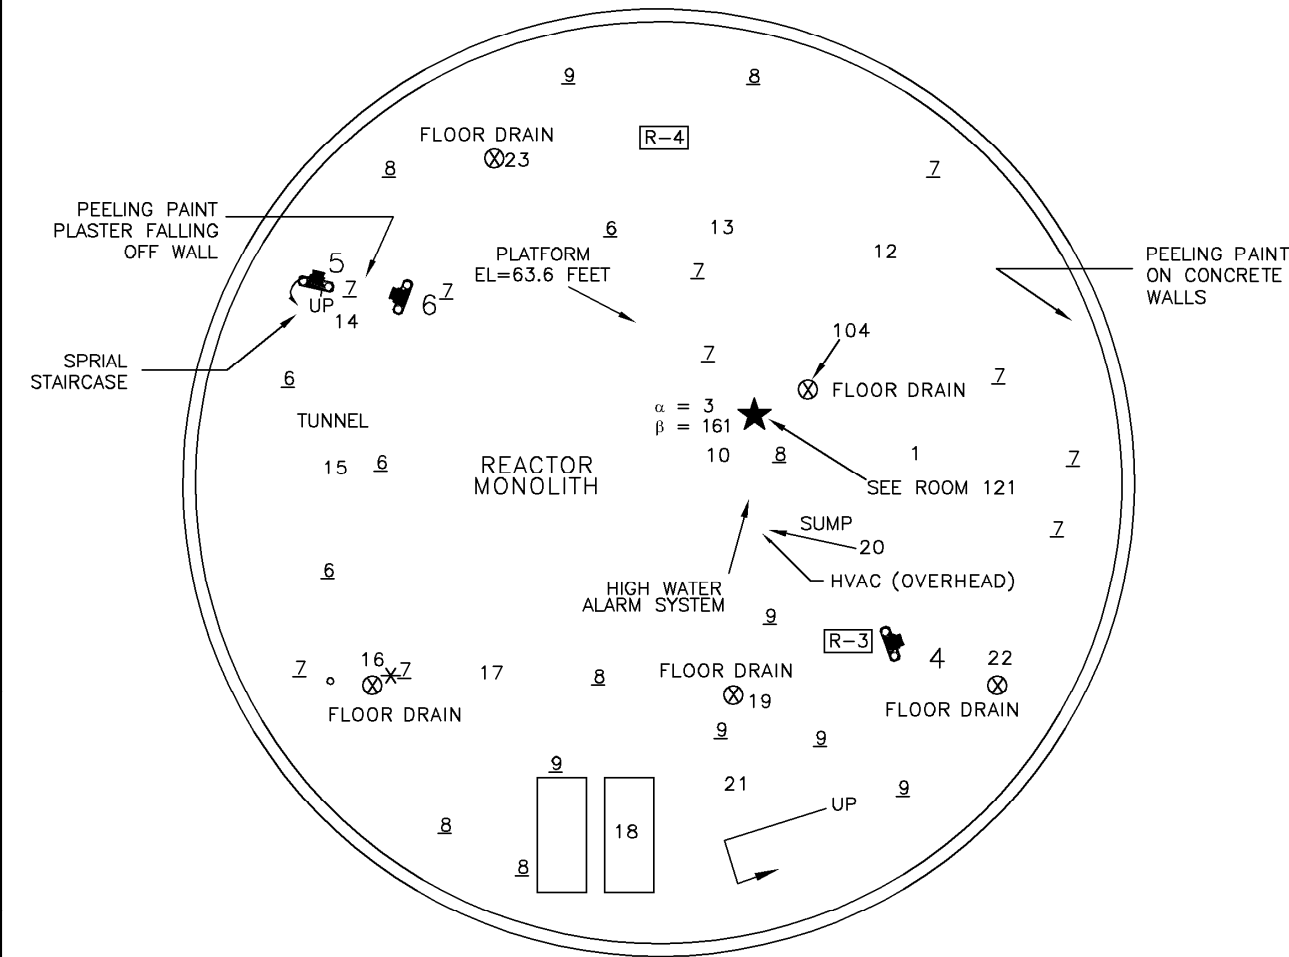 9
8
FLOOR DRAIN
23
R-4
8
7
PEELING PAINT
PLASTER FALLING
OFF WALL
6
13
12
PLATFORM
EL=63.6 FEET
7
PEELING PAINT
ON CONCRETE
WALLS
5
7
6
7
UP
14
104
SPRIAL
STAIRCASE
6
7
FLOOR DRAIN
7
α = 3
β = 161
TUNNEL
10
8
1
7
15
6
REACTOR
MONOLITH
SEE ROOM 121
SUMP
20
7
6
HIGH WATER
ALARM SYSTEM
HVAC (OVERHEAD)
9
R-3
4
22
FLOOR DRAIN
7
16
7
FLOOR DRAIN
17
8
FLOOR DRAIN
19
9
9
9
21
9
UP
8
18
8